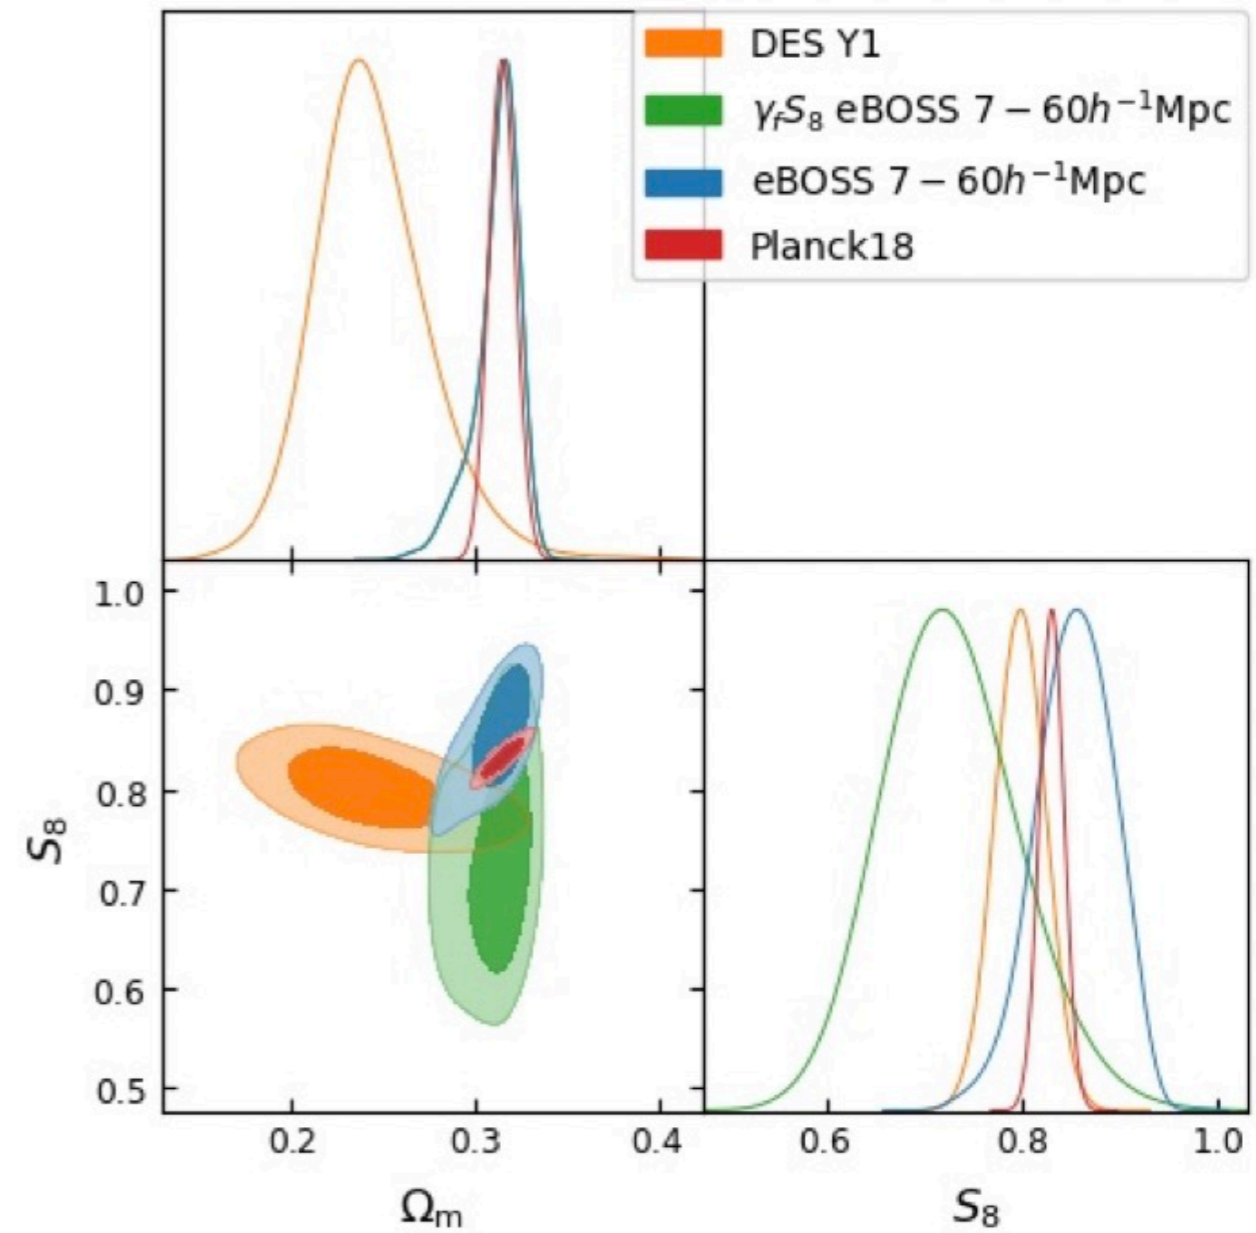 DES Y1
γfS8 eBOSS 7 − 60h−1Mpc
eBOSS 7 − 60h−1Mpc
Planck18
1.0
0.9
0.8
0.7
0.6
0.5
S8
0.2 0.3 0.4
Ωm
0.6 0.8 1.0
S8